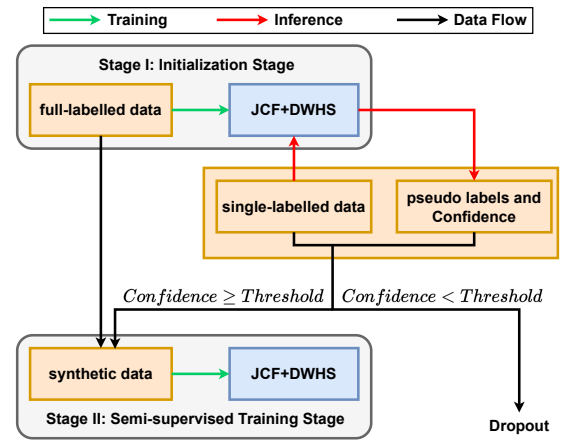 Training Inference Data Flow
Stage I: Initialization Stage
full-labelled data
JCF+DWHS
single-labelled data
pseudo labels and
Confidence
Confidence ≥ Threshold
Confidence < Threshold
synthetic data
JCF+DWHS
Stage II: Semi-supervised Training Stage
Dropout